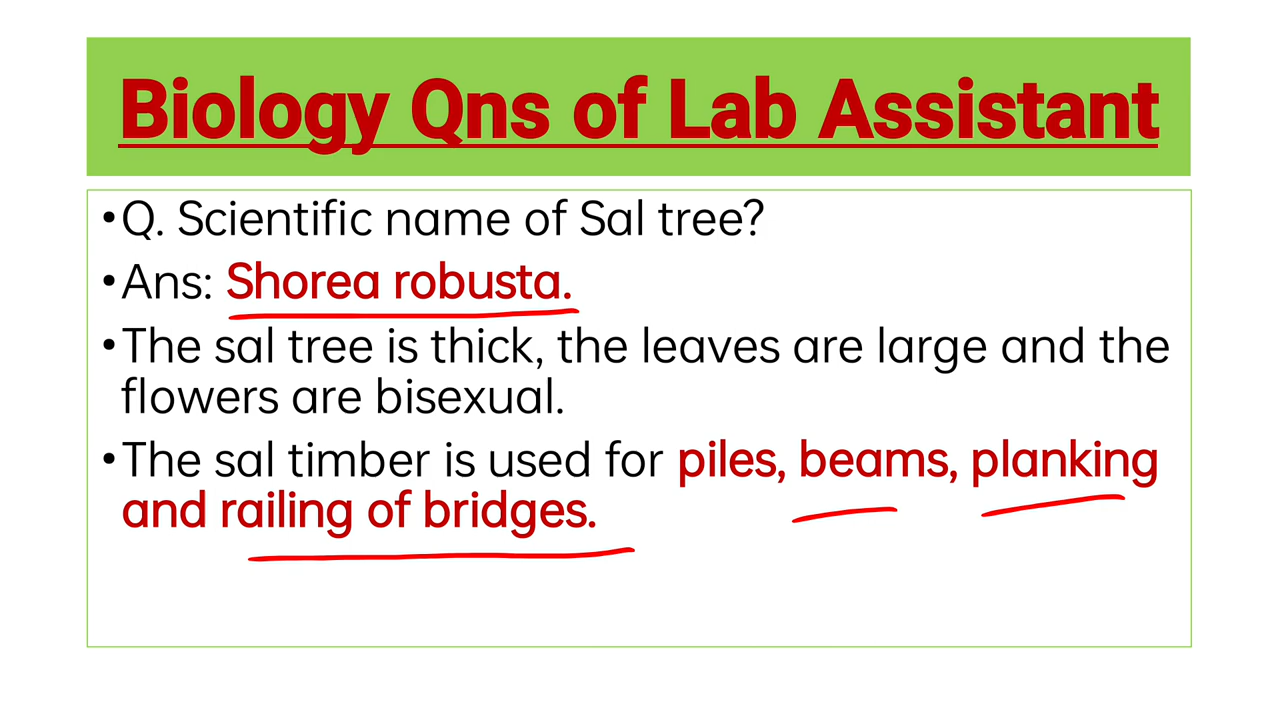 Biology Qns of Lab Assistant
•Q. Scientific name of Sal tree?
•Ans: Shorea robusta.
•The sal tree is thick, the leaves are large and the
flowers are bisexual.
•The sal timber is used for piles, beams, planking
and railing of bridges.